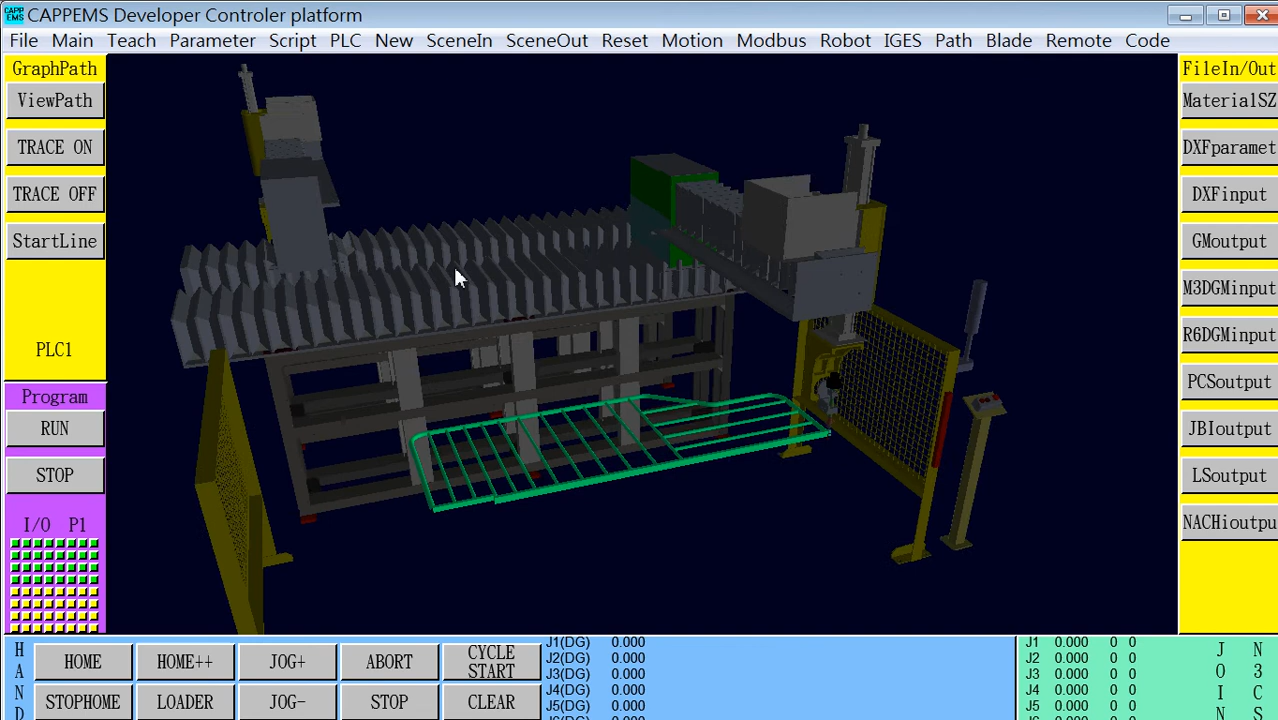 CAPP
EMS
CAPPEMS Developer Controler platform
File Main Teach Parameter Script PLC New SceneIn SceneOut Reset Motion Modbus Robot IGES Path Blade Remote Code
GraphPath
ViewPath
TRACE ON
TRACE OFF
StartLine
PLC1
Program
RUN
STOP
I/O P1
FileIn/Out
MaterialSZ
DXFparamet
DXFinput
GMoutput
M3DGMinput
R6DGMinput
PCSoutput
JBIoutput
LSoutput
NACHioutpu
H
A
N
D
HOME
HOME++
JOG+
ABORT
CYCLE
START
STOPHOME
LOADER
JOG-
STOP
CLEAR
J1(DG) 0.000
J2(DG) 0.000
J3(DG) 0.000
J4(DG) 0.000
J5(DG) 0.000
J1 0.000 0 0
J2 0.000 0 0
J3 0.000 0 0
J4 0.000 0 0
J5 0.000 0 0
J
O
I
N
N
3
C
S